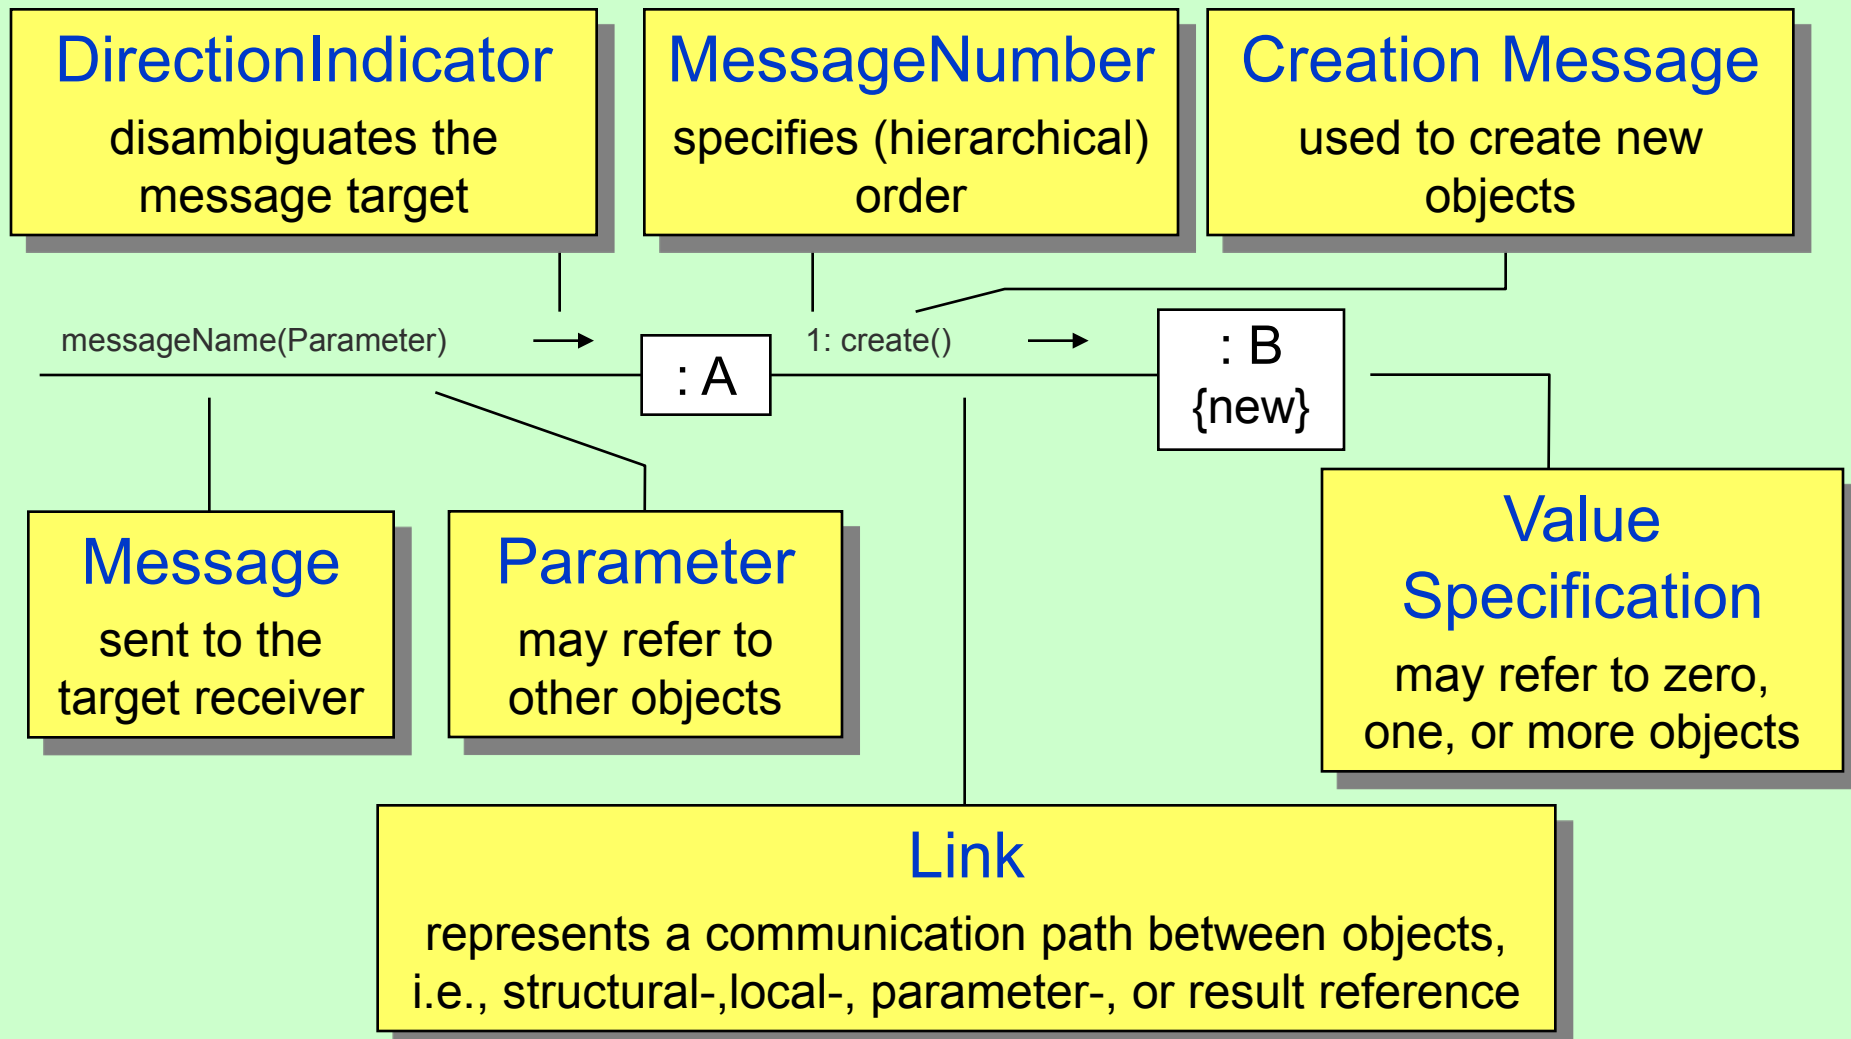 DirectionIndicator
disambiguates the
message target
MessageNumber
specifies (hierarchical)
order
Creation Message
used to create new
objects
messageName(Parameter)
: A
1: create()
: B
{new}
Message
sent to the
target receiver
Parameter
may refer to
other objects
Value
Specification
may refer to zero,
one, or more objects
Link
represents a communication path between objects,
i.e., structural-,local-, parameter-, or result reference